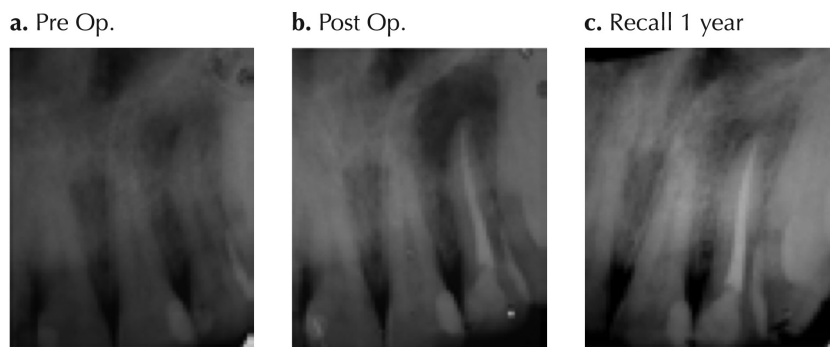 a. Pre Op.
b. Post Op.
c. Recall 1 year